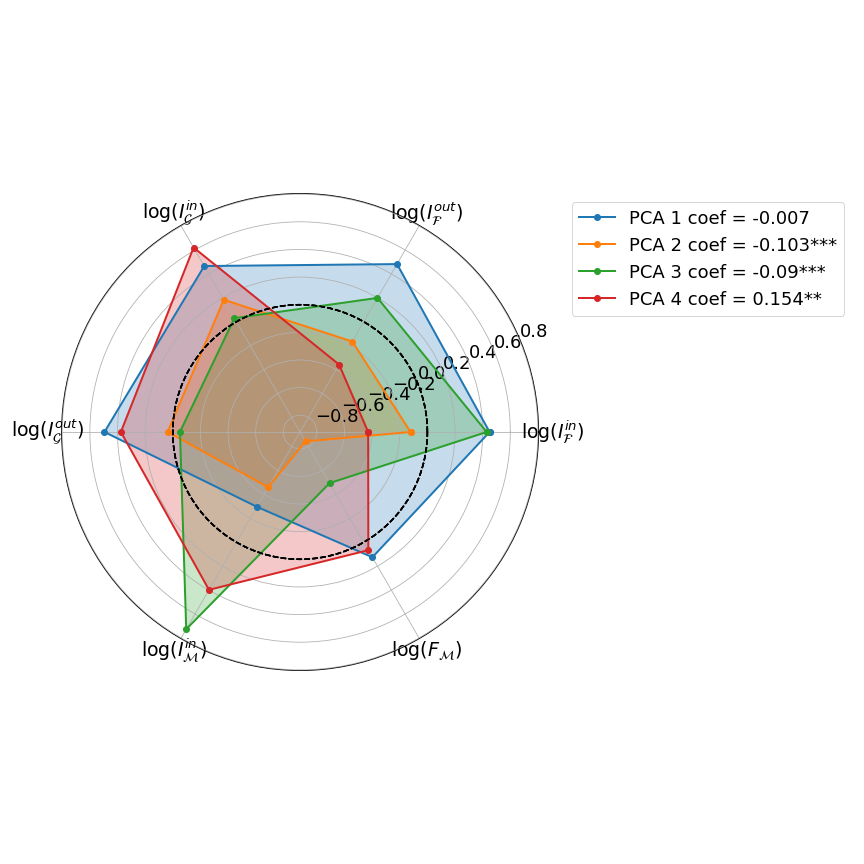 log(I_𝒢^in)
log(I_ℱ^out)
PCA 1 coef = -0.007
PCA 2 coef = -0.103***
PCA 3 coef = -0.09***
PCA 4 coef = 0.154**
0.8
0.6
0.4
0.2
0.0
−0.2
−0.4
−0.6
−0.8
log(I_𝒢^out)
log(I_ℱ^in)
log(I_ℳ^in)
log(F_ℳ)